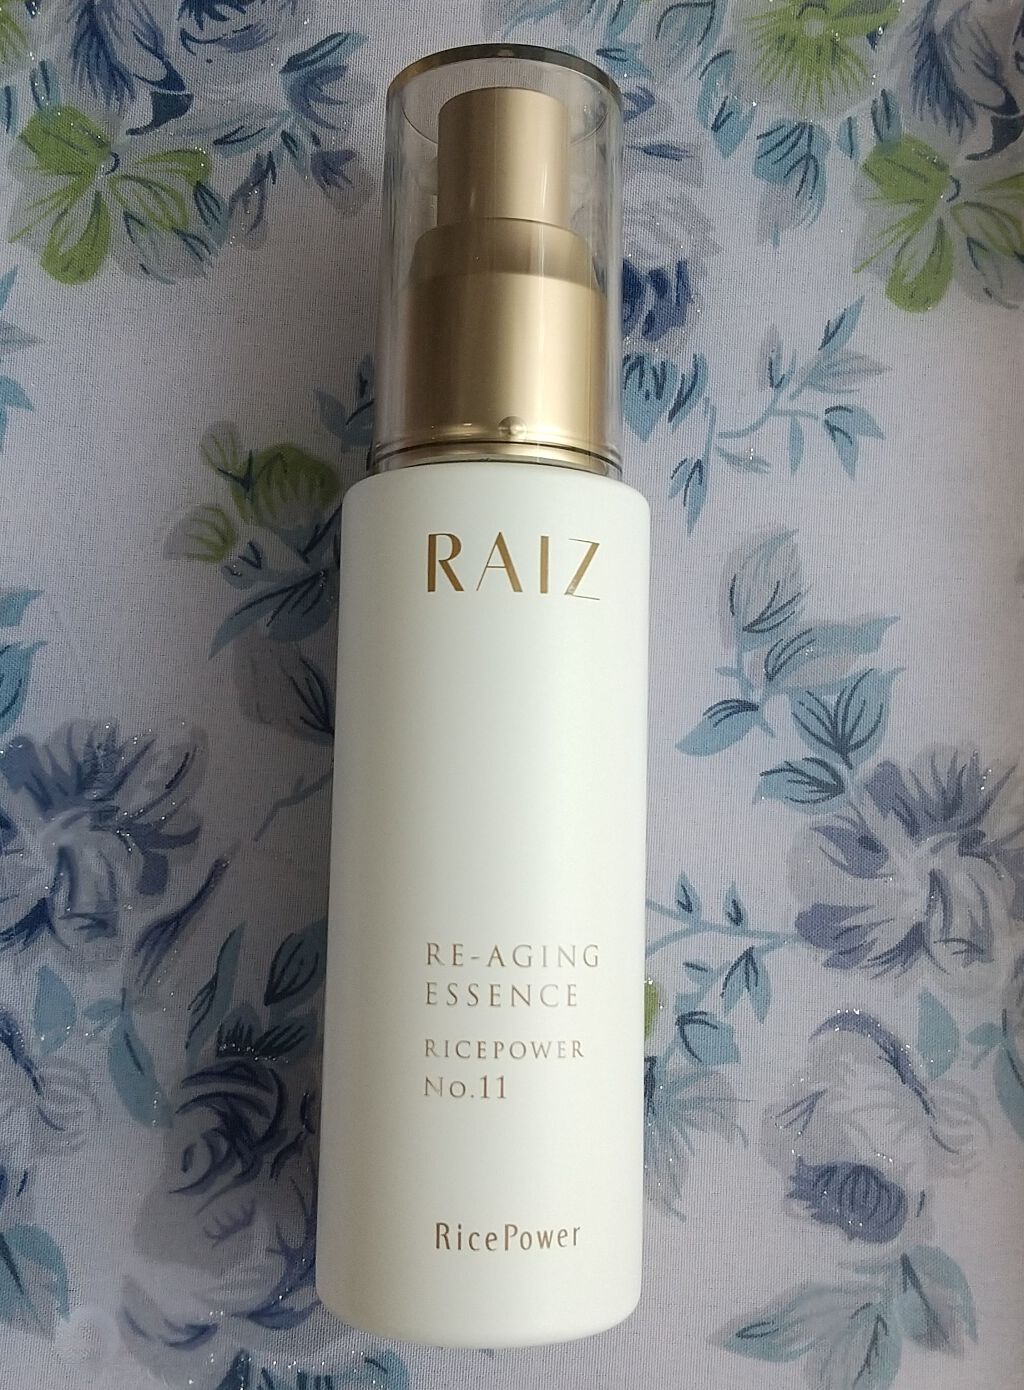 RAIZ
RE-AGING
ESSENCE
RICEPOWER
No.11
RicePower